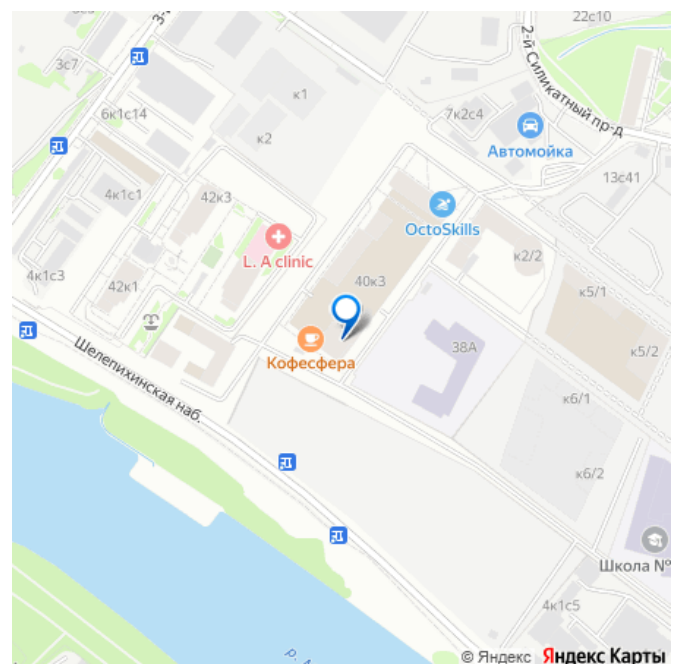 22с10
2-й Силикатный пр-д
3с7
3-
к1
7к2с4
6к1с14
к2
Автомойка
13с41
4к1с1
42к3
OctoSkills
L. A clinic
к2/2
4к1с3
42к1
40к3
к5/1
Шелепихинская наб.
Кофесфера
38А
к5/2
к6/1
к6/2
Школа №
4к1с5
р.
© Яндекс Яндекс Карты